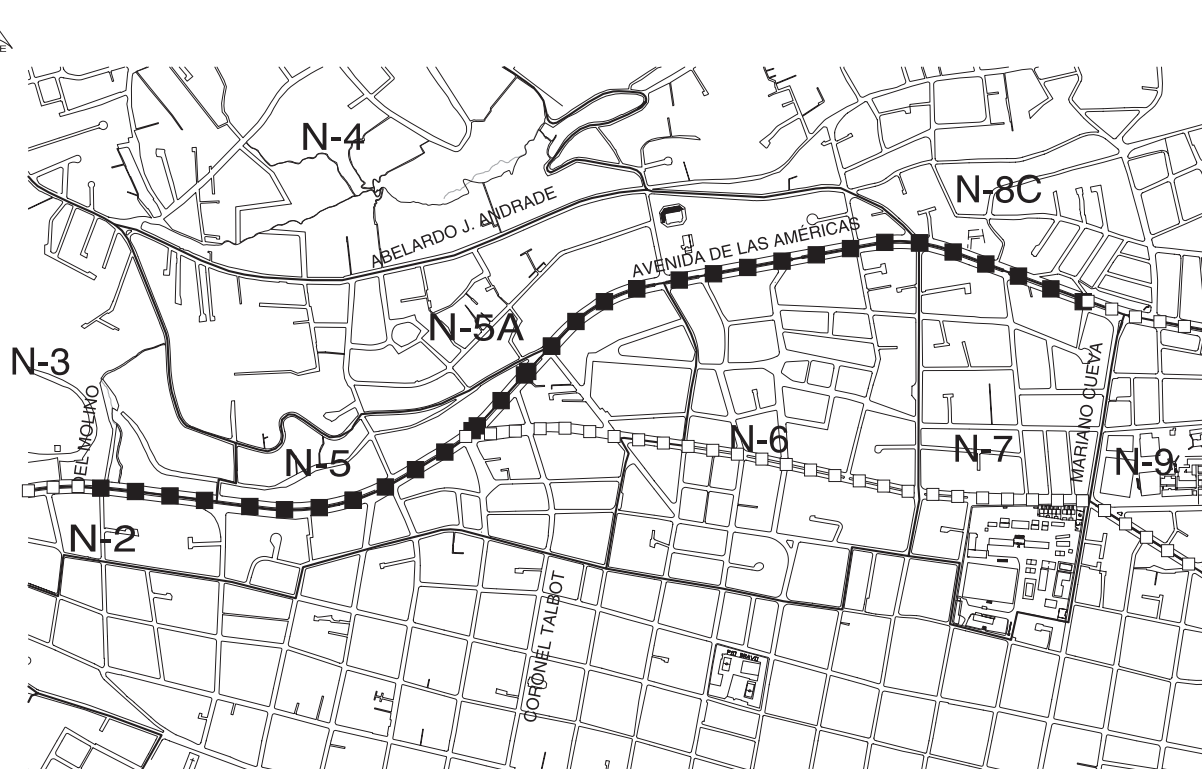 E
N-4
N-8C
ABELARDO J. ANDRADE
AVENIDA DE LAS AMÉRICAS
N-5A
N-3
DEL MOLINO
MARIANO CUEVA
N-6
N-7
N-5
N-9
N-2
CORONEL TALBOT